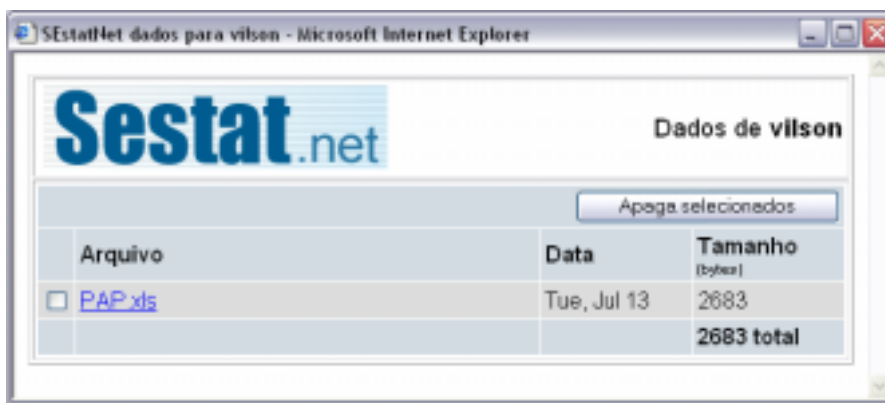 SEstatNet dados para vilson - Microsoft Internet Explorer
Sestat.net
Dados de vilson
Apaga selecionados
Arquivo Data Tamanho
(bytes)
PAP.xls Tue, Jul 13 2683
2683 total